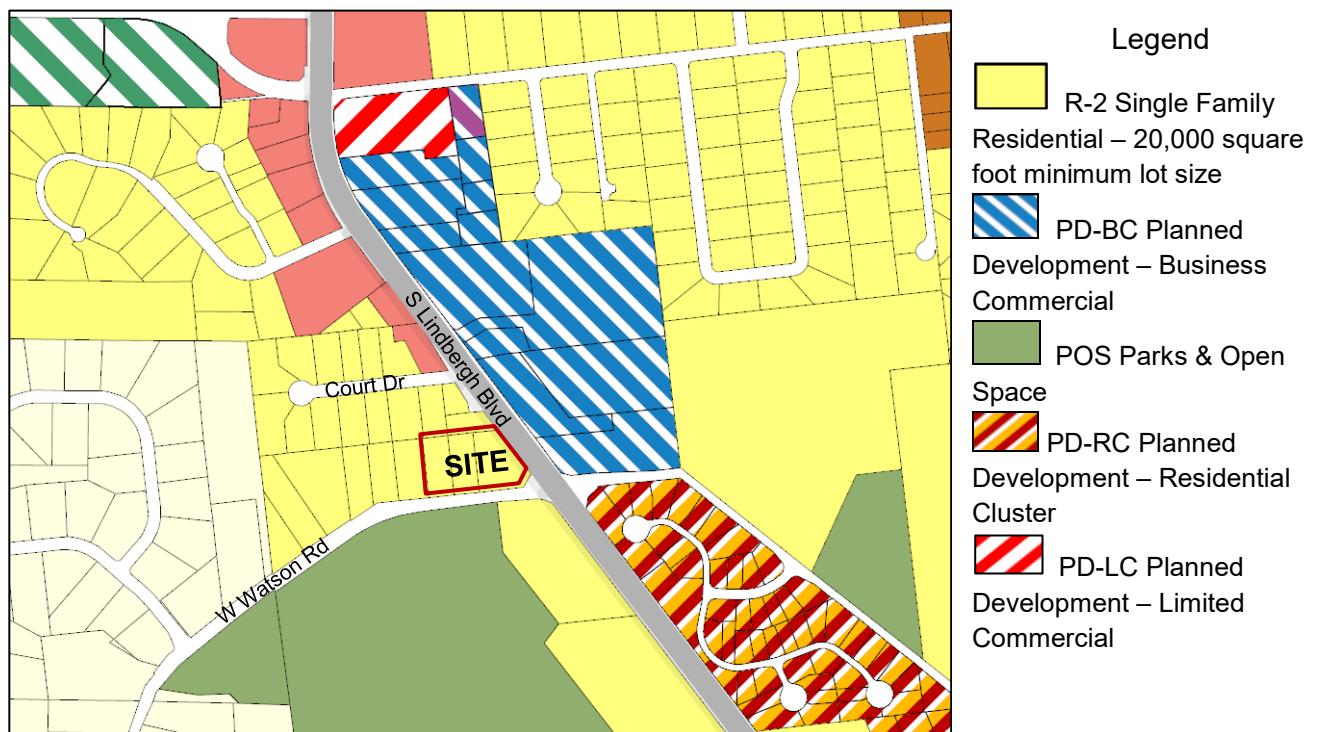 S Lindbergh Blvd
Court Dr
SITE
W Watson Rd
Legend
R-2 Single Family
Residential – 20,000 square
foot minimum lot size
PD-BC Planned
Development – Business
Commercial
POS Parks & Open
Space
PD-RC Planned
Development – Residential
Cluster
PD-LC Planned
Development – Limited
Commercial